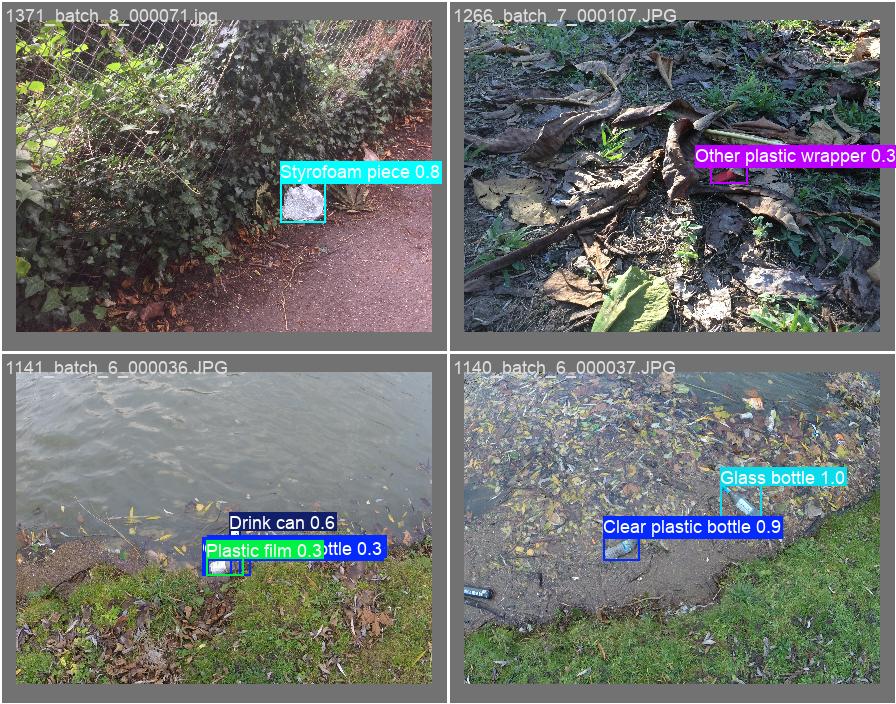 1371_batch_8_000071.jpg
1266_batch_7_000107.JPG
Styrofoam piece 0.8
Other plastic wrapper 0.3
1141_batch_6_000036.JPG
1140_batch_6_000037.JPG
Glass bottle 1.0
Drink can 0.6
Clear plastic bottle 0.9
Plastic film 0.3
ttle 0.3